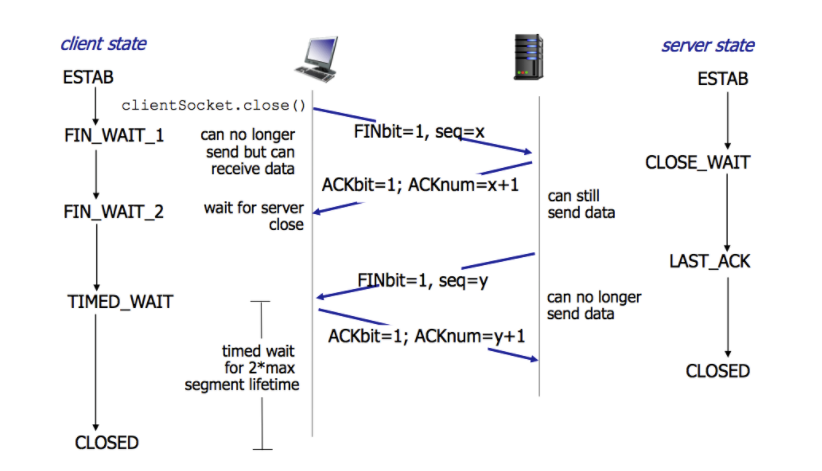 client state
server state
ESTAB
ESTAB
clientSocket.close()
FIN_WAIT_1
can no longer
send but can
receive data
FINbit=1, seq=x
CLOSE_WAIT
ACKbit=1; ACKnum=x+1
FIN_WAIT_2
wait for server
close
can still
send data
LAST_ACK
FINbit=1, seq=y
TIMED_WAIT
can no longer
send data
ACKbit=1; ACKnum=y+1
timed wait
for 2*max
segment lifetime
CLOSED
CLOSED